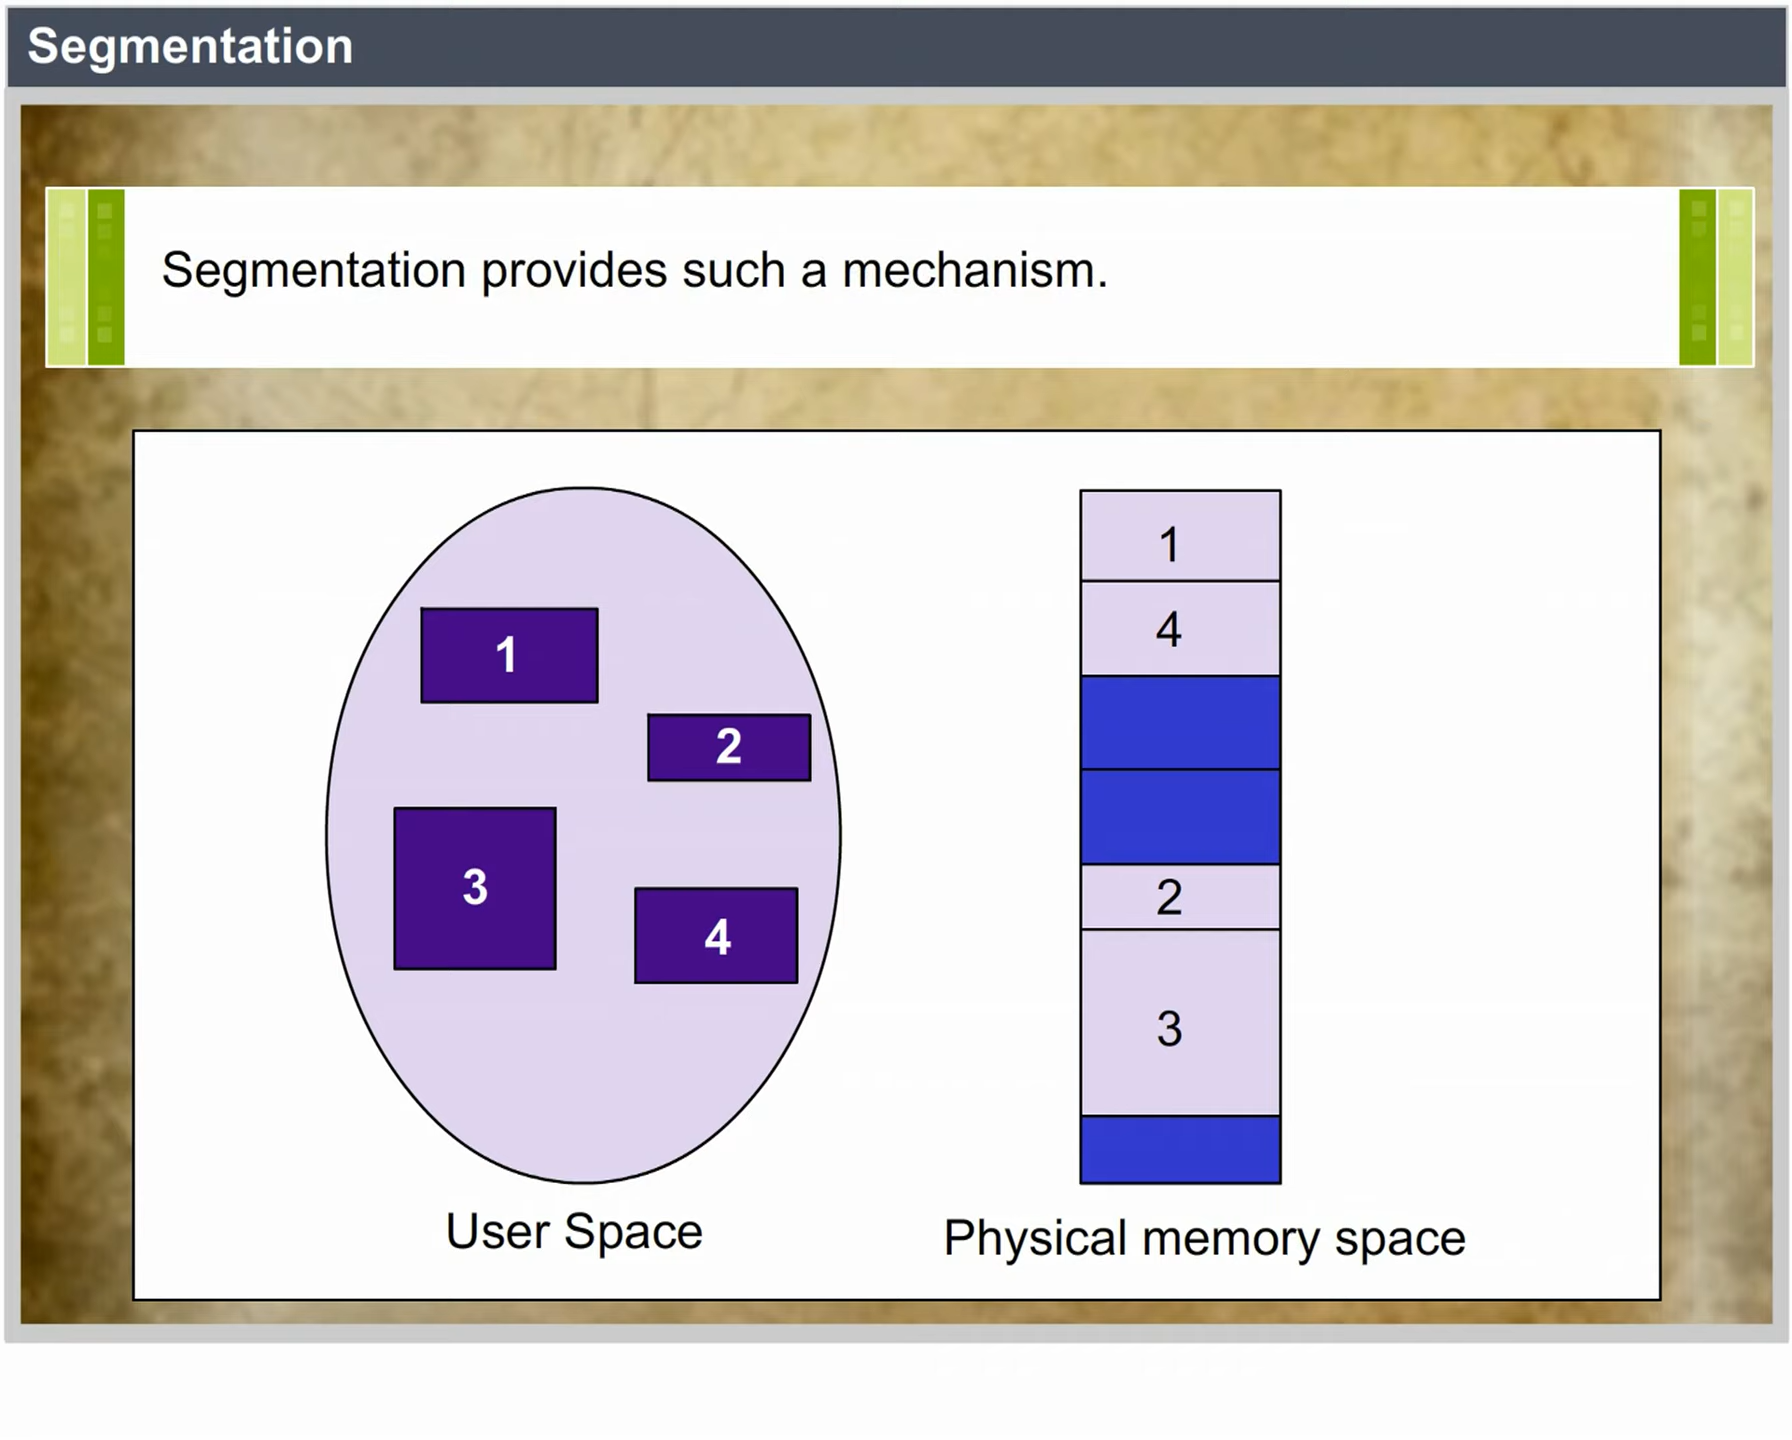 Segmentation
Segmentation provides such a mechanism.
1
2
3
4
User Space
1
4
2
3
Physical memory space